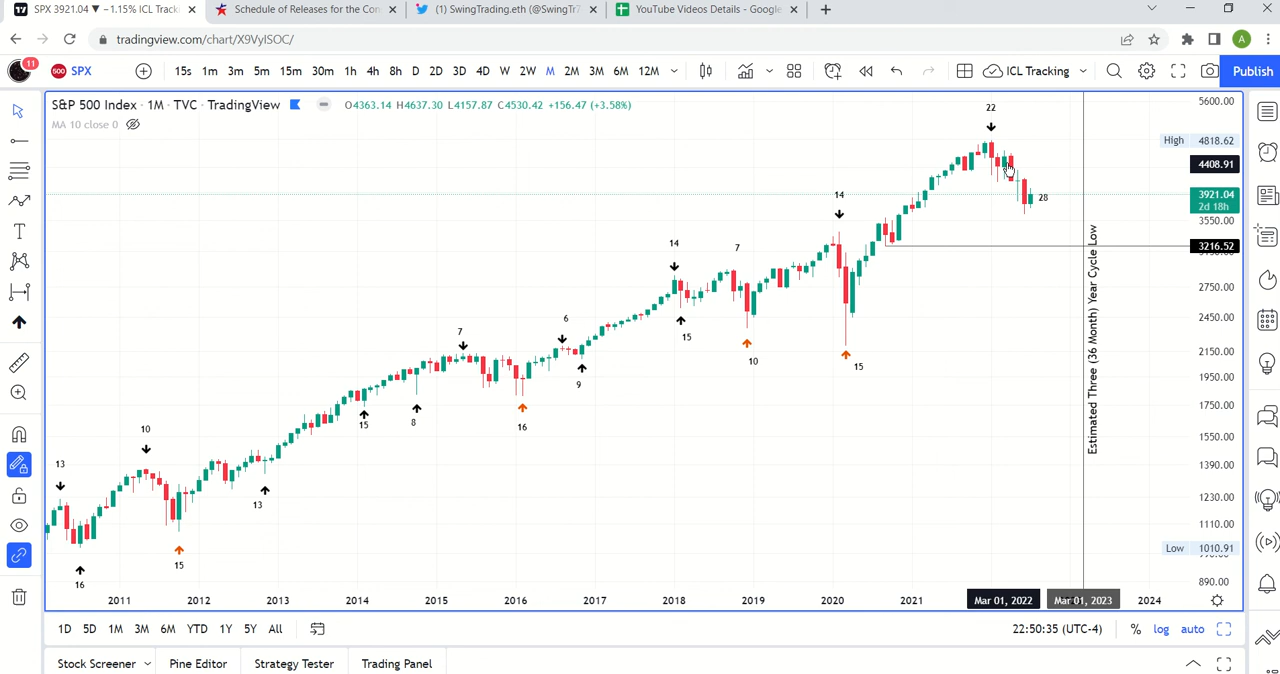 SPX 3921.04 ▼ −1.15% ICL Track
Schedule of Releases for the Con
(1) SwingTrading.eth (@SwingTr7
YouTube Videos Details - Google
tradingview.com/chart/X9VyISOC/
A
11
500 SPX
15s 1m 3m 5m 15m 30m 1h 4h 8h D 2D 3D 4D W 2W M 2M 3M 6M 12M
ICL Tracking
Publish
S&P 500 Index · 1M · TVC · TradingView
O4363.14 H4637.30 L4157.87 C4530.42 +156.47 (+3.58%)
MA 10 close 0
5600.00
High 4818.62
4408.91
3921.04
2d 18h
3550.00
3216.52
2750.00
2450.00
2150.00
1950.00
1750.00
1550.00
1390.00
1230.00
1110.00
Low 1010.91
890.00
22
28
14
14
7
15
10
15
7
6
9
16
15
8
10
13
13
15
16
Estimated Three (36 Month) Year Cycle Low
2011 2012 2013 2014 2015 2016 2017 2018 2019 2020 2021 Mar 01, 2022 Mar 01, 2023 2024
1D 5D 1M 3M 6M YTD 1Y 5Y All
22:50:35 (UTC-4) % log auto
Stock Screener Pine Editor Strategy Tester Trading Panel